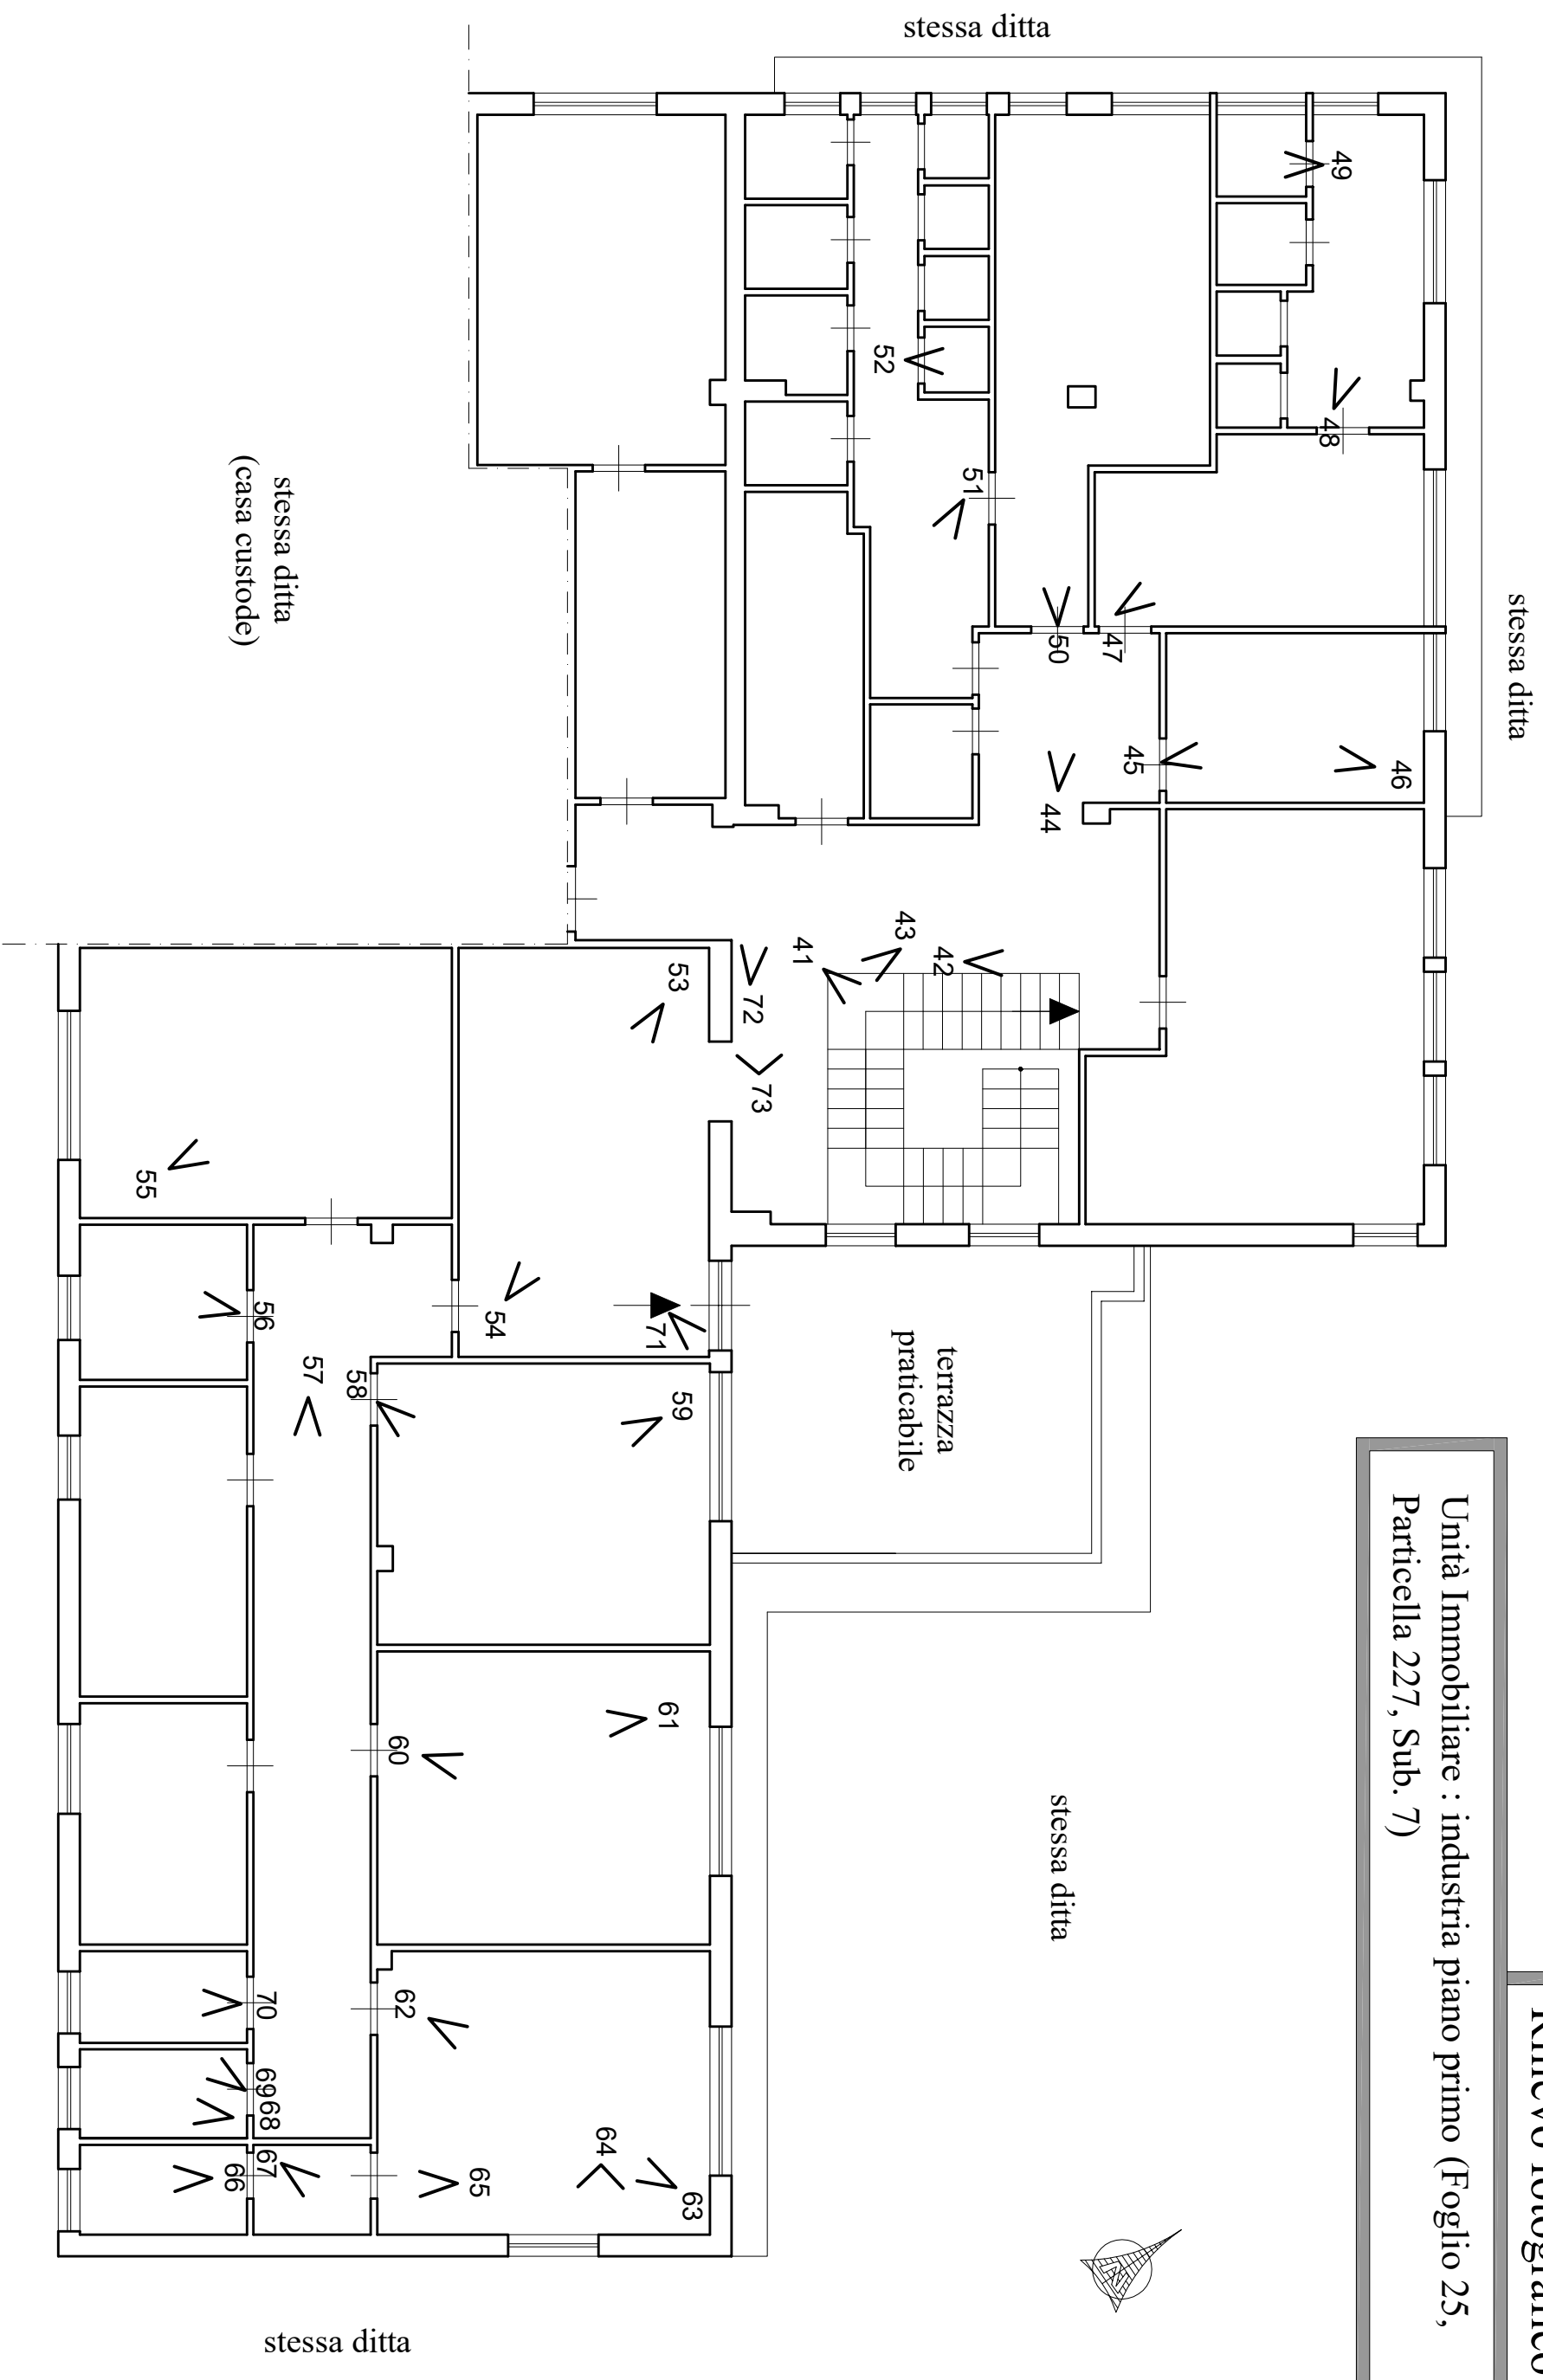 Rilievo fotografico
Unità Immobiliare : industria piano primo (Foglio 25,
Particella 227, Sub. 7)
stessa ditta
stessa ditta
stessa ditta
stessa ditta
stessa ditta
(casa custode)
terrazza
praticabile
41
42
43
44
45
46
47
48
49
50
51
52
53
54
55
56
57
58
59
60
61
62
63
64
65
66
67
68
69
70
71
72
73
N